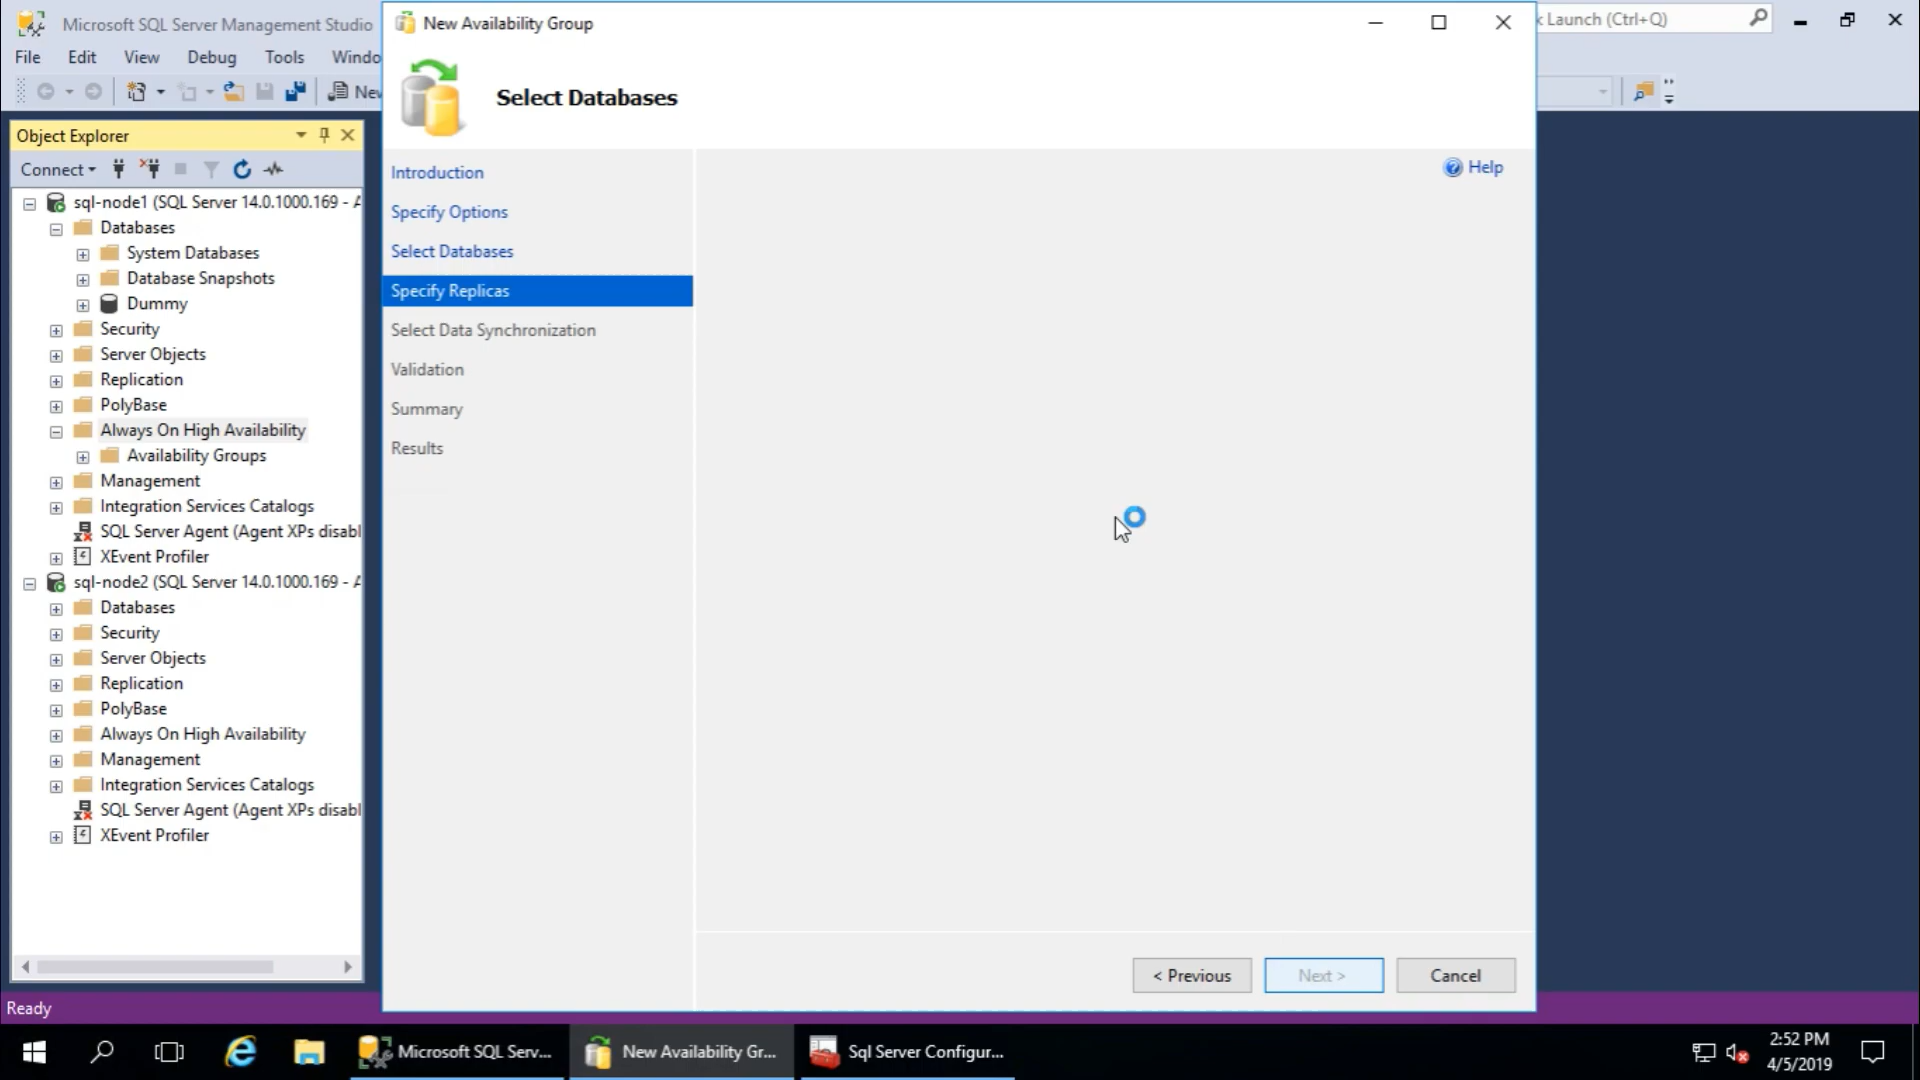 Microsoft SQL Server Management Studio
New Availability Group
Launch (Ctrl+Q)
File Edit View Debug Tools
Select Databases
Object Explorer
Connect
sql-node1 (SQL Server 14.0.1000.169 -
Databases
System Databases
Database Snapshots
Dummy
Security
Server Objects
Replication
PolyBase
Always On High Availability
Availability Groups
Management
Integration Services Catalogs
SQL Server Agent (Agent XPs disabl
XEvent Profiler
sql-node2 (SQL Server 14.0.1000.169 -
Databases
Security
Server Objects
Replication
PolyBase
Always On High Availability
Management
Integration Services Catalogs
SQL Server Agent (Agent XPs disabl
XEvent Profiler
Introduction
Specify Options
Select Databases
Specify Replicas
Select Data Synchronization
Validation
Summary
Results
Help
< Previous
Next >
Cancel
Ready
Microsoft SQL Serv...
New Availability Gr...
Sql Server Configur...
2:52 PM
4/5/2019